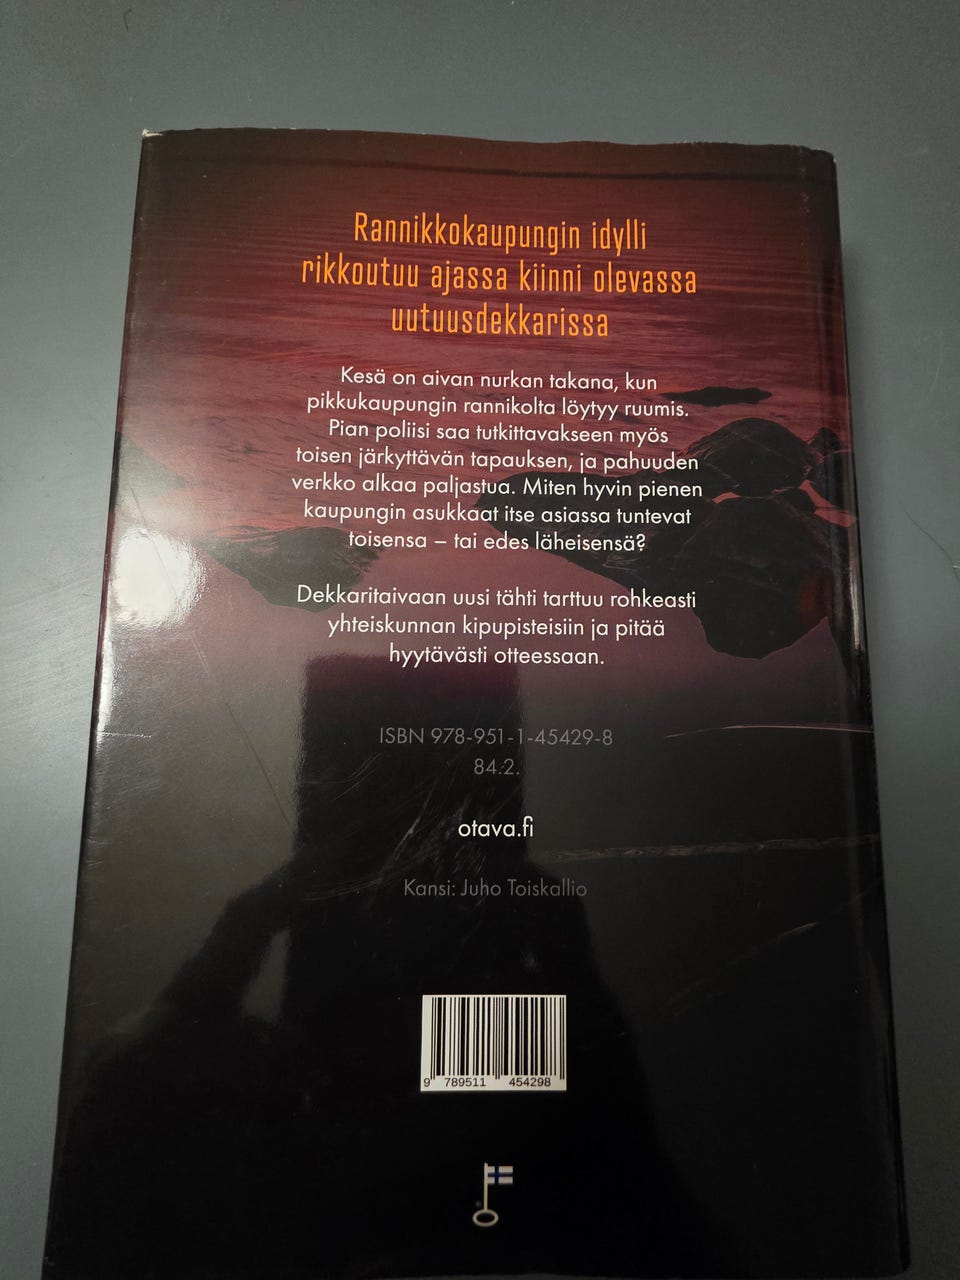 Rannikkokaupungin idylli
rikkoutuu ajassa kiinni olevassa
uutuusdekkarissa
Kesä on aivan nurkan takana, kun
pikkukaupungin rannikolta löytyy ruumis.
Pian poliisi saa tutkittavakseen myös
toisen järkyttävän tapauksen, ja pahuuden
verkko alkaa paljastua. Miten hyvin pienen
kaupungin asukkaat itse asiassa tuntevat
toisensa – tai edes läheisensä?
Dekkaritaivaan uusi tähti tarttuu rohkeasti
yhteiskunnan kipupisteisiin ja pitää
hyytävästi otteessaan.
ISBN 978-951-1-45429-8
84.2.
otava.fi
Kansi: Juho Toiskallio
9 789511 454298